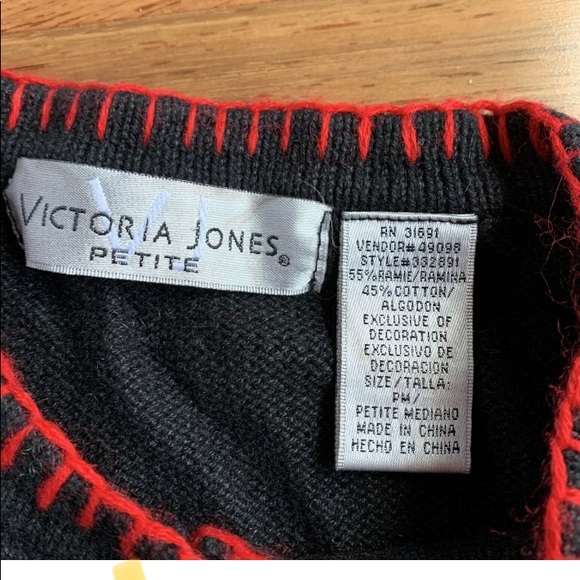 VICTORIA JONES®
PETITE
RN 31691
VENDOR# 49098
STYLE# 332891
55% RAMIE/RAMINA
45% COTTON/
ALGODON
EXCLUSIVE OF
DECORATION
EXCLUSIVO DE
DECORACION
SIZE/TALLA:
PM/
PETITE MEDIANO
MADE IN CHINA
HECHO EN CHINA